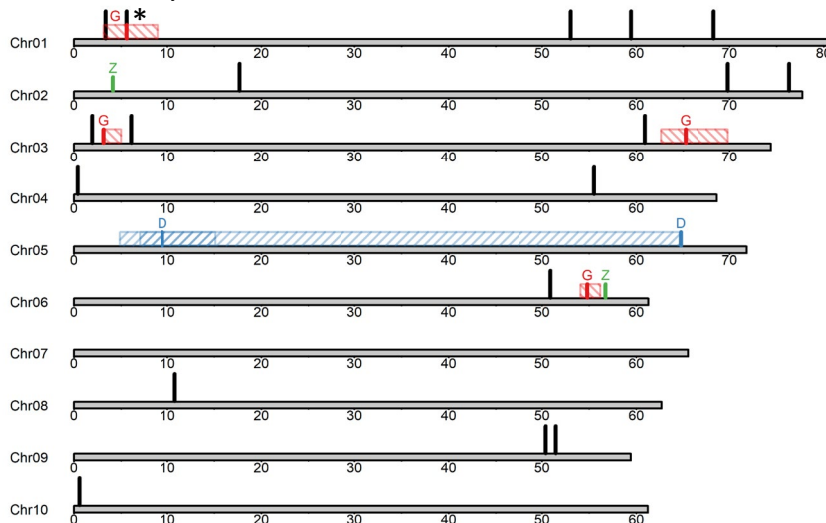 G *
Chr01
0 10 20 30 40 50 60 70 80
Z
Chr02
0 10 20 30 40 50 60 70
G G
Chr03
0 10 20 30 40 50 60 70
Chr04
0 10 20 30 40 50 60
D D
Chr05
0 10 20 30 40 50 60 70
G Z
Chr06
0 10 20 30 40 50 60
Chr07
0 10 20 30 40 50 60
Chr08
0 10 20 30 40 50 60
Chr09
0 10 20 30 40 50
Chr10
0 10 20 30 40 50 60